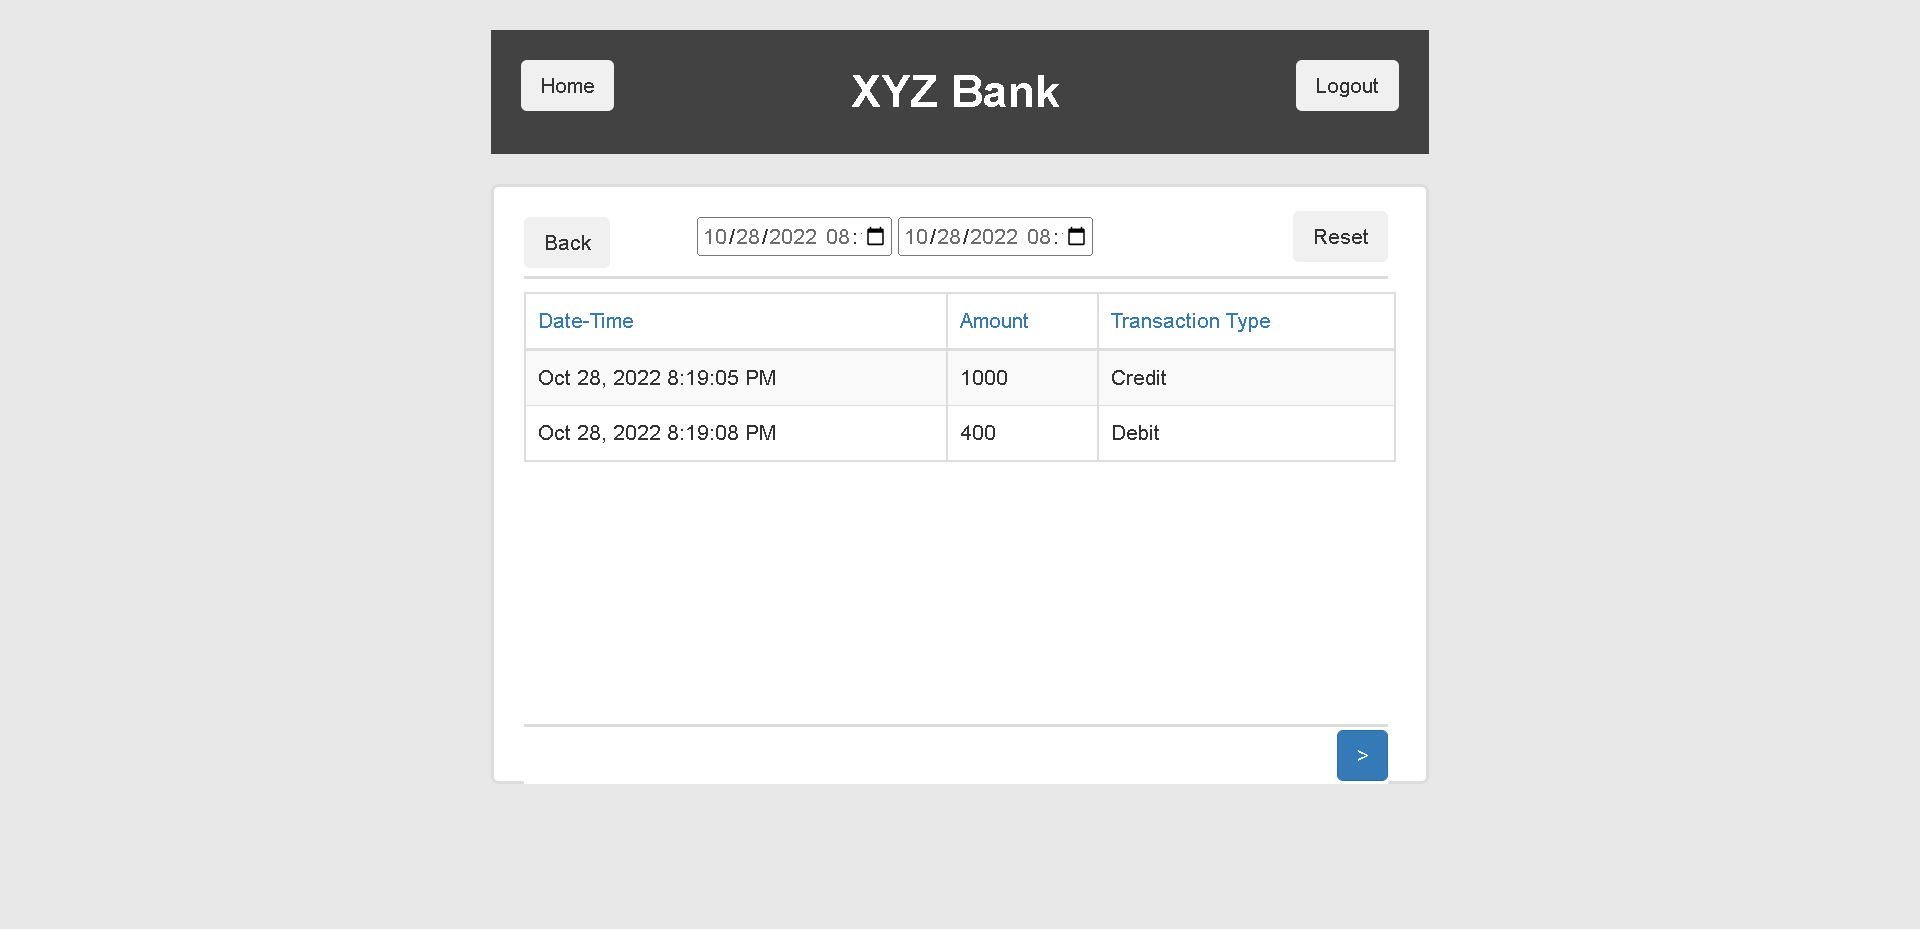 Home XYZ Bank Logout
Back 10/28/2022 08: 10/28/2022 08: Reset
Date-Time Amount Transaction Type
Oct 28, 2022 8:19:05 PM 1000 Credit
Oct 28, 2022 8:19:08 PM 400 Debit
>